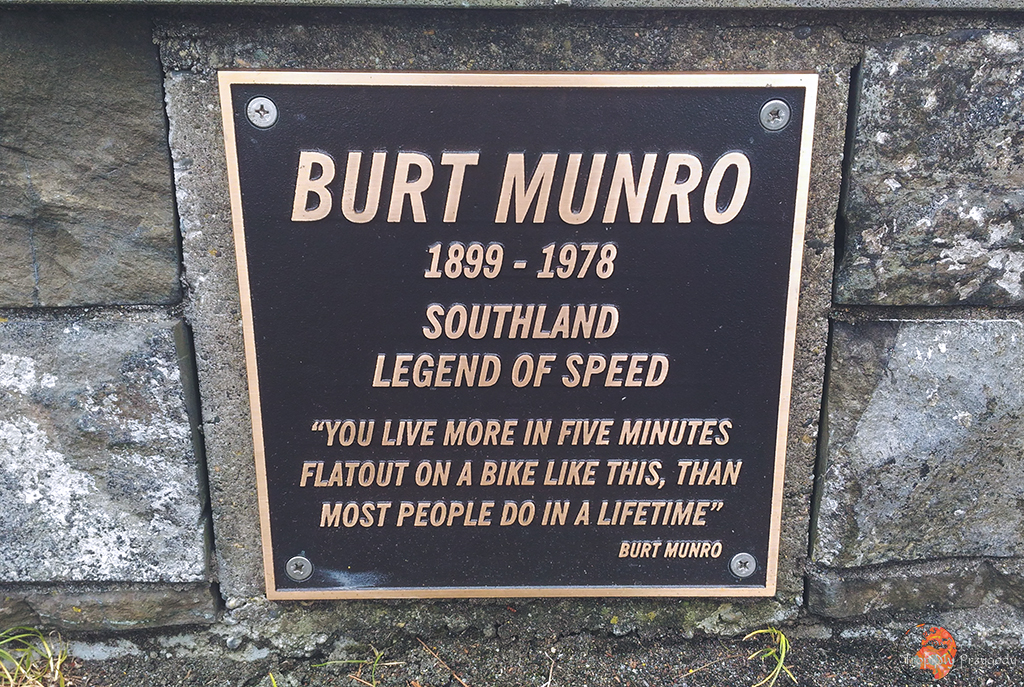 BURT MUNRO
1899 - 1978
SOUTHLAND
LEGEND OF SPEED
"YOU LIVE MORE IN FIVE MINUTES
FLATOUT ON A BIKE LIKE THIS, THAN
MOST PEOPLE DO IN A LIFETIME"
BURT MUNRO